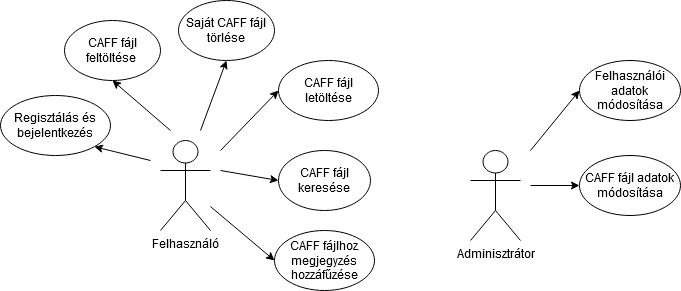 Saját CAFF fájl
törlése
CAFF fájl
feltöltése
CAFF fájl
letöltése
Regisztálás és
bejelentkezés
CAFF fájl
keresése
Felhasználó
CAFF fájlhoz
megjegyzés
hozzáfűzése
Felhasználói
adatok
módosítása
CAFF fájl adatok
módosítása
Adminisztrátor